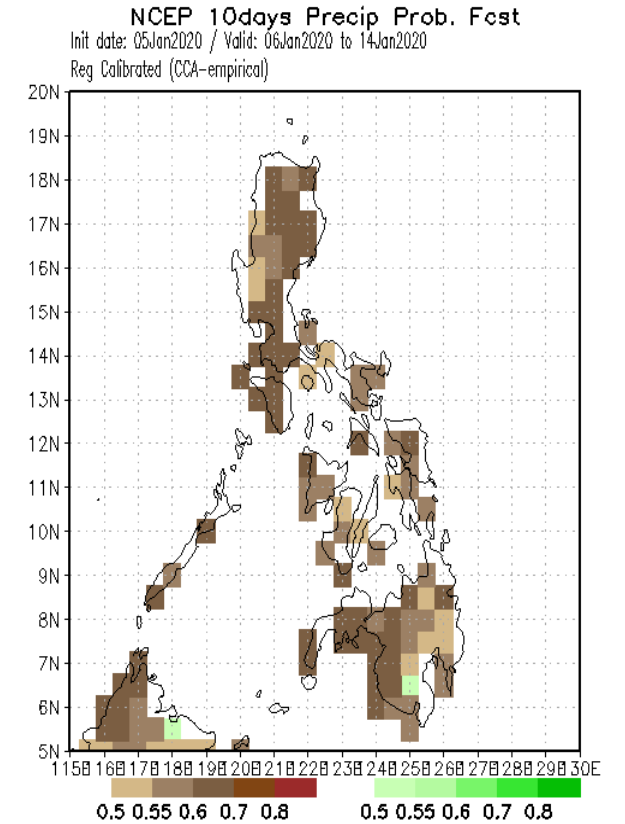 NCEP 10days Precip Prob. Fcst
Init date: 05Jan2020 / Valid: 06Jan2020 to 14Jan2020
Reg Calibrated (CCA-empirical)
20N
19N
18N
17N
16N
15N
14N
13N
12N
11N
10N
9N
8N
7N
6N
5N
115E 116E 117E 118E 119E 120E 121E 122E 123E 124E 125E 126E 127E 128E 129E 130E
0.5 0.55 0.6 0.7 0.8 0.5 0.55 0.6 0.7 0.8